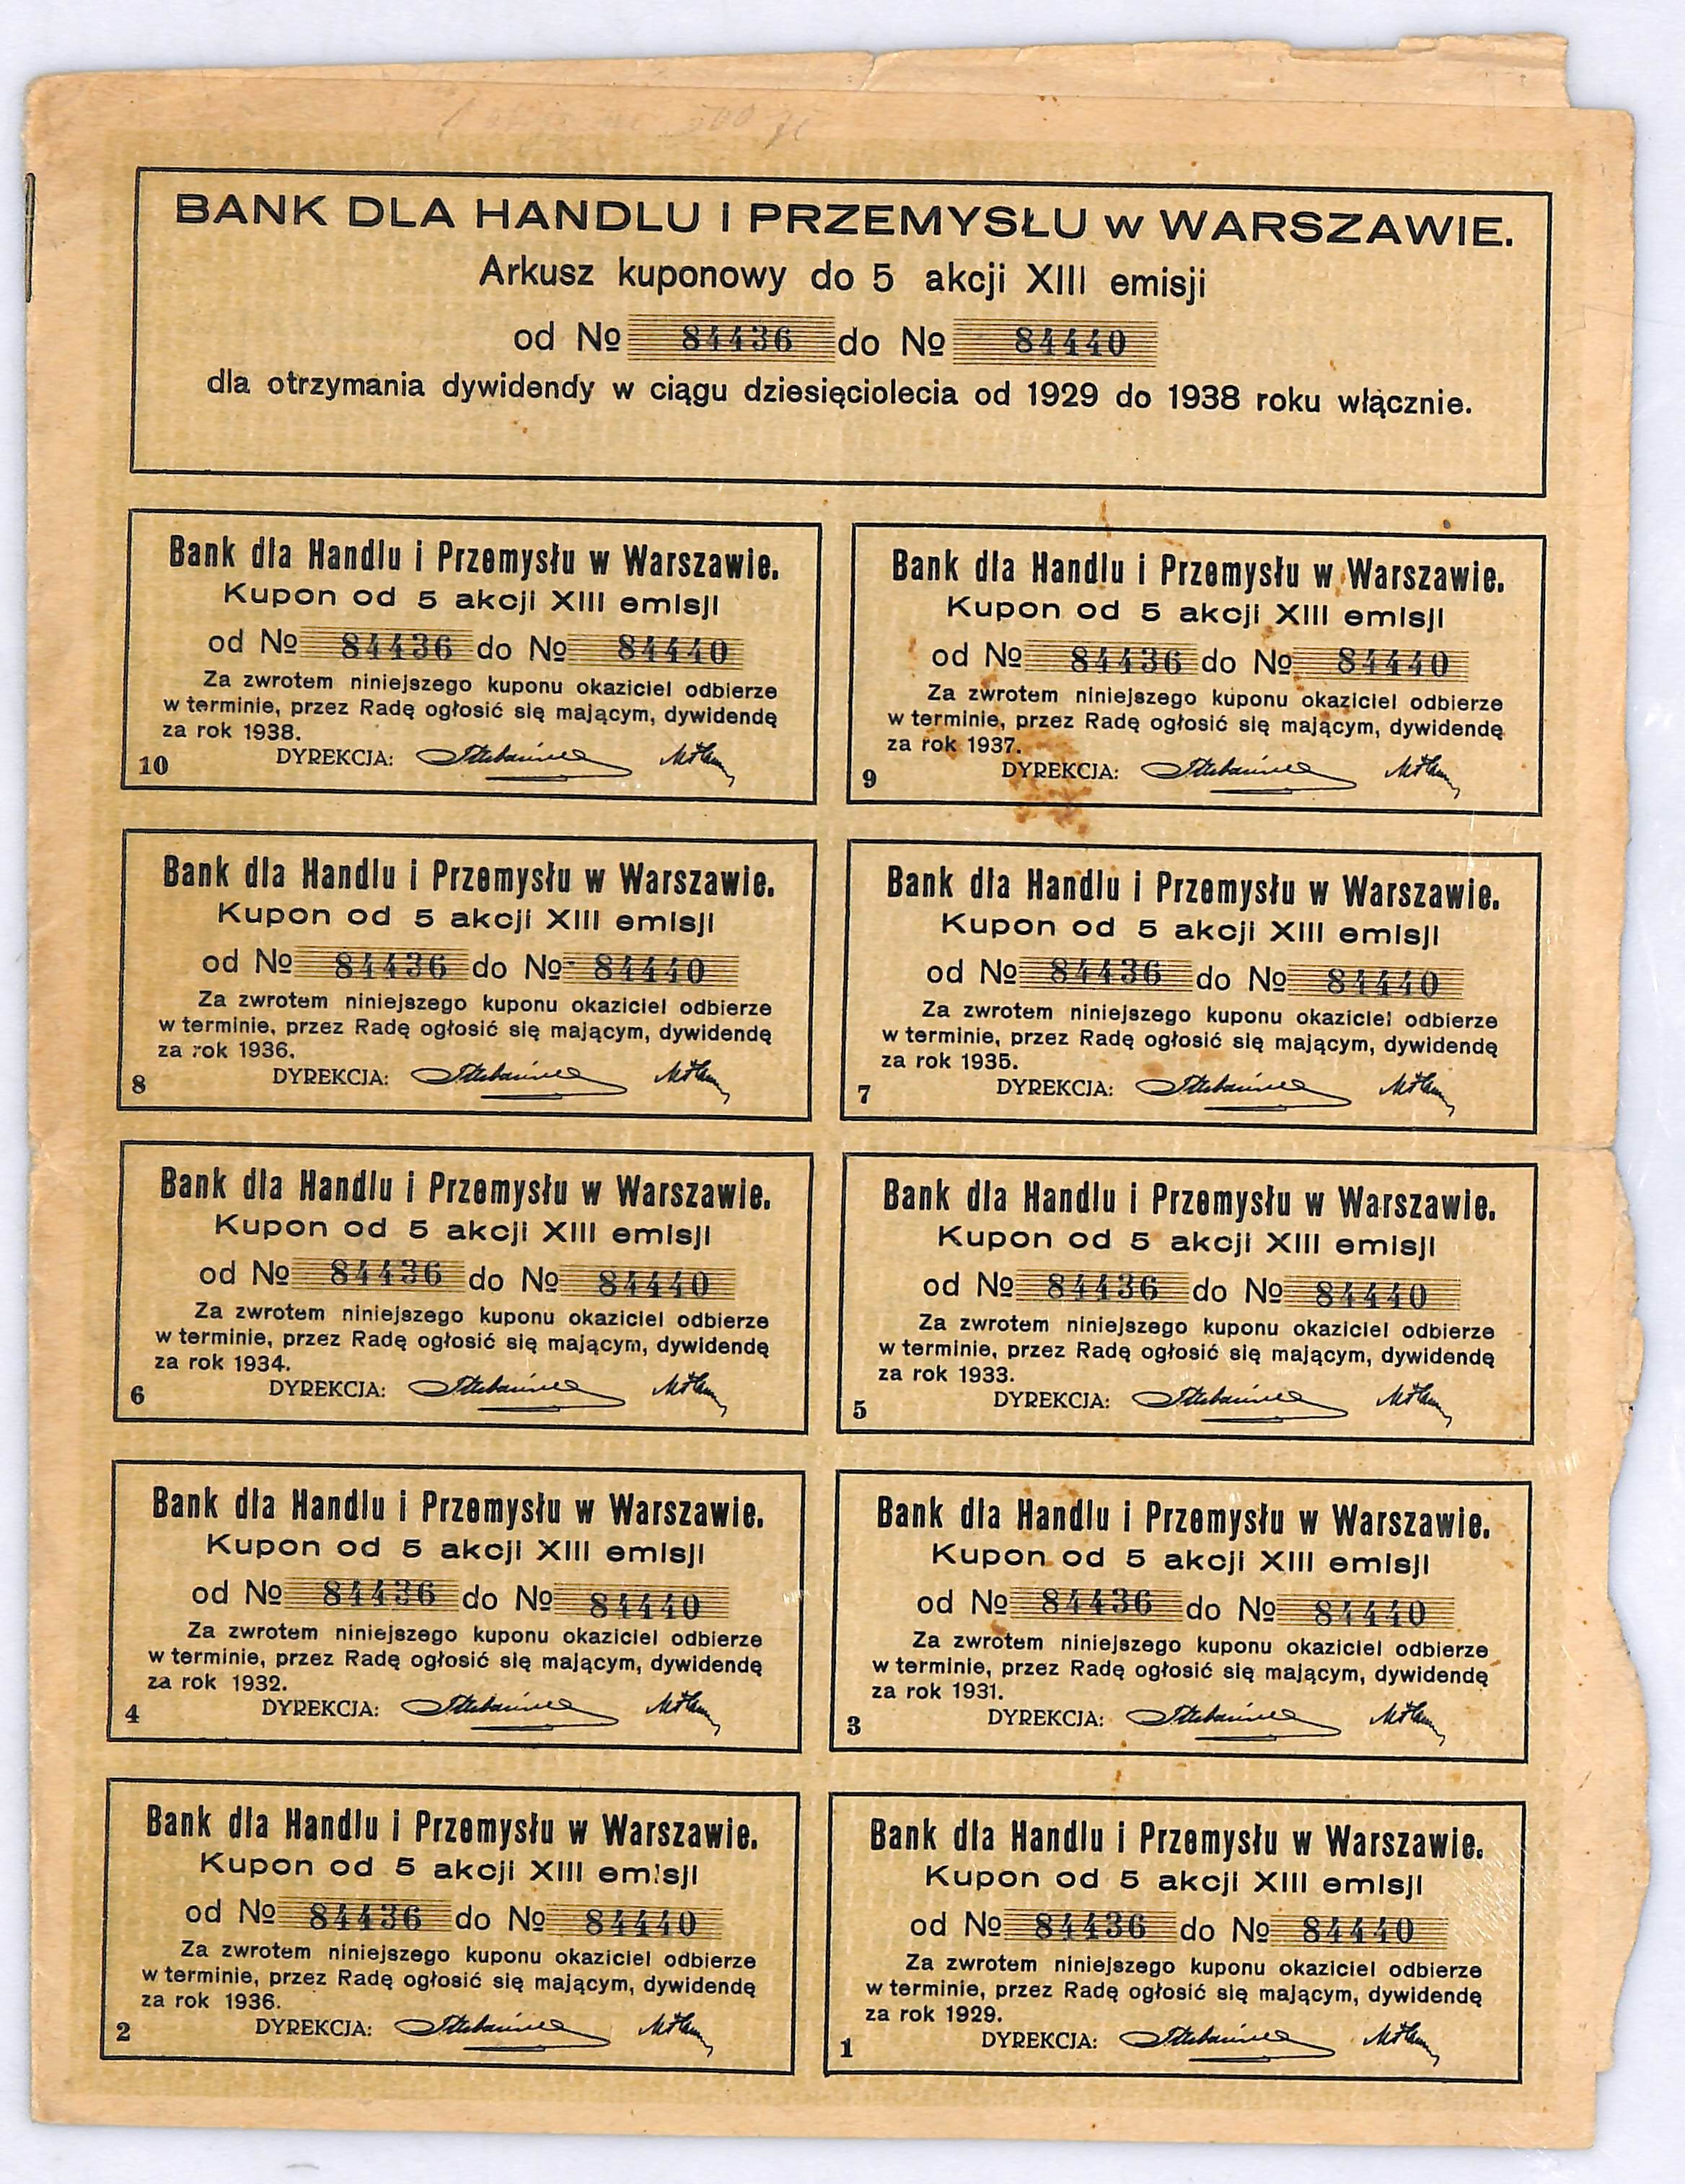 BANK DLA HANDLU i PRZEMYSŁU w WARSZAWIE.
Arkusz kuponowy do 5 akcji XIII emisji
od № 84436 do № 84440
dla otrzymania dywidendy w ciągu dziesięciolecia od 1929 do 1938 roku włącznie.
Bank dla Handlu i Przemysłu w Warszawie.
Kupon od 5 akcji XIII emisji
od № 84436 do № 84440
Za zwrotem niniejszego kuponu okaziciel odbierze
w terminie, przez Radę ogłosić się mającym, dywidendę
za rok 1938.
10 DYREKCJA:
Bank dla Handlu i Przemysłu w Warszawie.
Kupon od 5 akcji XIII emisji
od № 84436 do № 84440
Za zwrotem niniejszego kuponu okaziciel odbierze
w terminie, przez Radę ogłosić się mającym, dywidendę
za rok 1937.
9 DYREKCJA:
Bank dla Handlu i Przemysłu w Warszawie.
Kupon od 5 akcji XIII emisji
od № 84436 do № 84440
Za zwrotem niniejszego kuponu okaziciel odbierze
w terminie, przez Radę ogłosić się mającym, dywidendę
za rok 1936.
8 DYREKCJA:
Bank dla Handlu i Przemysłu w Warszawie.
Kupon od 5 akcji XIII emisji
od № 84436 do № 84440
Za zwrotem niniejszego kuponu okaziciel odbierze
w terminie, przez Radę ogłosić się mającym, dywidendę
za rok 1935.
7 DYREKCJA:
Bank dla Handlu i Przemysłu w Warszawie.
Kupon od 5 akcji XIII emisji
od № 84436 do № 84440
Za zwrotem niniejszego kuponu okaziciel odbierze
w terminie, przez Radę ogłosić się mającym, dywidendę
za rok 1934.
6 DYREKCJA:
Bank dla Handlu i Przemysłu w Warszawie.
Kupon od 5 akcji XIII emisji
od № 84436 do № 84440
Za zwrotem niniejszego kuponu okaziciel odbierze
w terminie, przez Radę ogłosić się mającym, dywidendę
za rok 1933.
5 DYREKCJA:
Bank dla Handlu i Przemysłu w Warszawie.
Kupon od 5 akcji XIII emisji
od № 84436 do № 84440
Za zwrotem niniejszego kuponu okaziciel odbierze
w terminie, przez Radę ogłosić się mającym, dywidendę
za rok 1932.
4 DYREKCJA:
Bank dla Handlu i Przemysłu w Warszawie.
Kupon od 5 akcji XIII emisji
od № 84436 do № 84440
Za zwrotem niniejszego kuponu okaziciel odbierze
w terminie, przez Radę ogłosić się mającym, dywidendę
za rok 1931.
3 DYREKCJA:
Bank dla Handlu i Przemysłu w Warszawie.
Kupon od 5 akcji XIII emisji
od № 84436 do № 84440
Za zwrotem niniejszego kuponu okaziciel odbierze
w terminie, przez Radę ogłosić się mającym, dywidendę
za rok 1936.
2 DYREKCJA:
Bank dla Handlu i Przemysłu w Warszawie.
Kupon od 5 akcji XIII emisji
od № 84436 do № 84440
Za zwrotem niniejszego kuponu okaziciel odbierze
w terminie, przez Radę ogłosić się mającym, dywidendę
za rok 1929.
1 DYREKCJA: